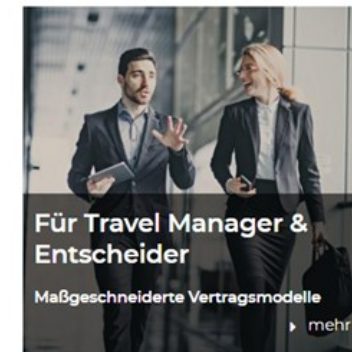 Für Travel Manager &
Entscheider
Maßgeschneiderte Vertragsmodelle
mehr